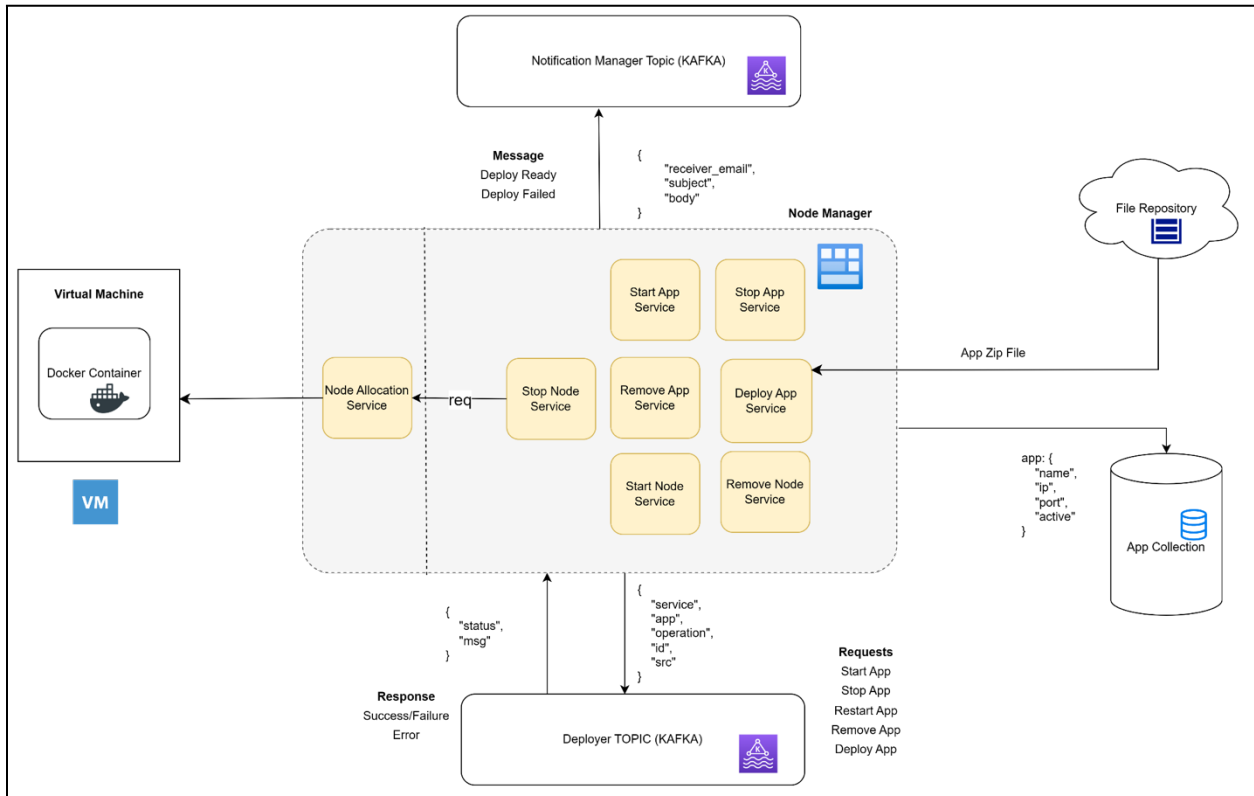 Notification Manager Topic (KAFKA)
K
Message
Deploy Ready
Deploy Failed
{
"receiver_email",
"subject",
"body"
}
Node Manager
File Repository
Virtual Machine
Docker Container
VM
Start App
Service
Stop App
Service
App Zip File
Node Allocation
Service
req
Stop Node
Service
Remove App
Service
Deploy App
Service
Start Node
Service
Remove Node
Service
app: {
"name",
"ip",
"port",
"active"
}
App Collection
{
"status",
"msg"
}
{
"service",
"app",
"operation",
"id",
"src"
}
Response
Success/Failure
Error
Requests
Start App
Stop App
Restart App
Remove App
Deploy App
Deployer TOPIC (KAFKA)
K